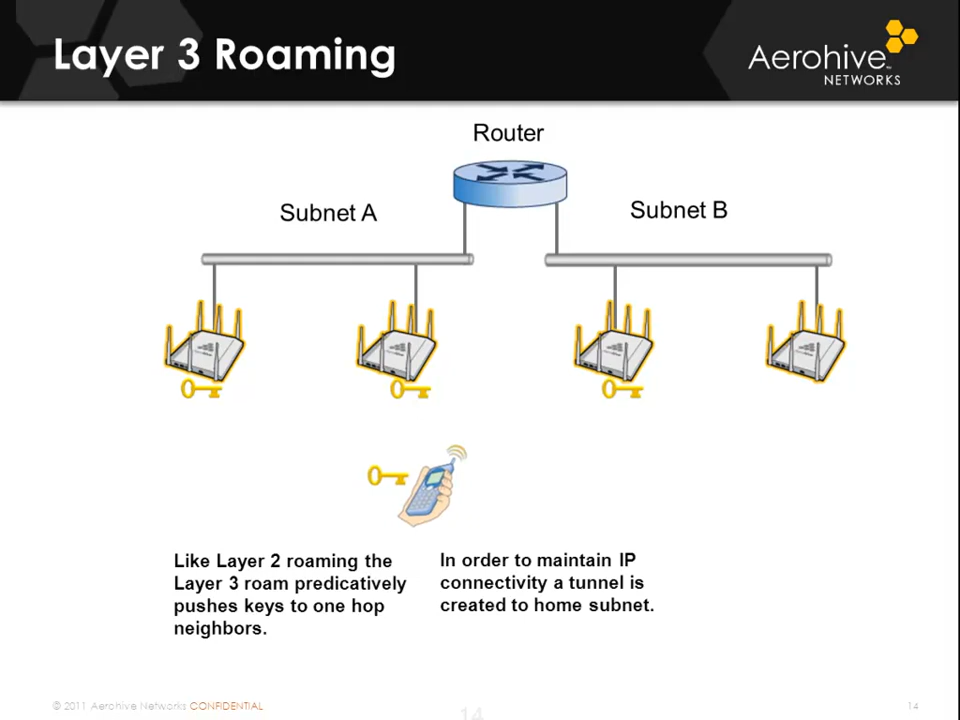 Layer 3 Roaming
Aerohive™
NETWORKS
Router
Subnet A
Subnet B
Like Layer 2 roaming the
Layer 3 roam predicatively
pushes keys to one hop
neighbors.
In order to maintain IP
connectivity a tunnel is
created to home subnet.
© 2011 Aerohive Networks CONFIDENTIAL
14
14